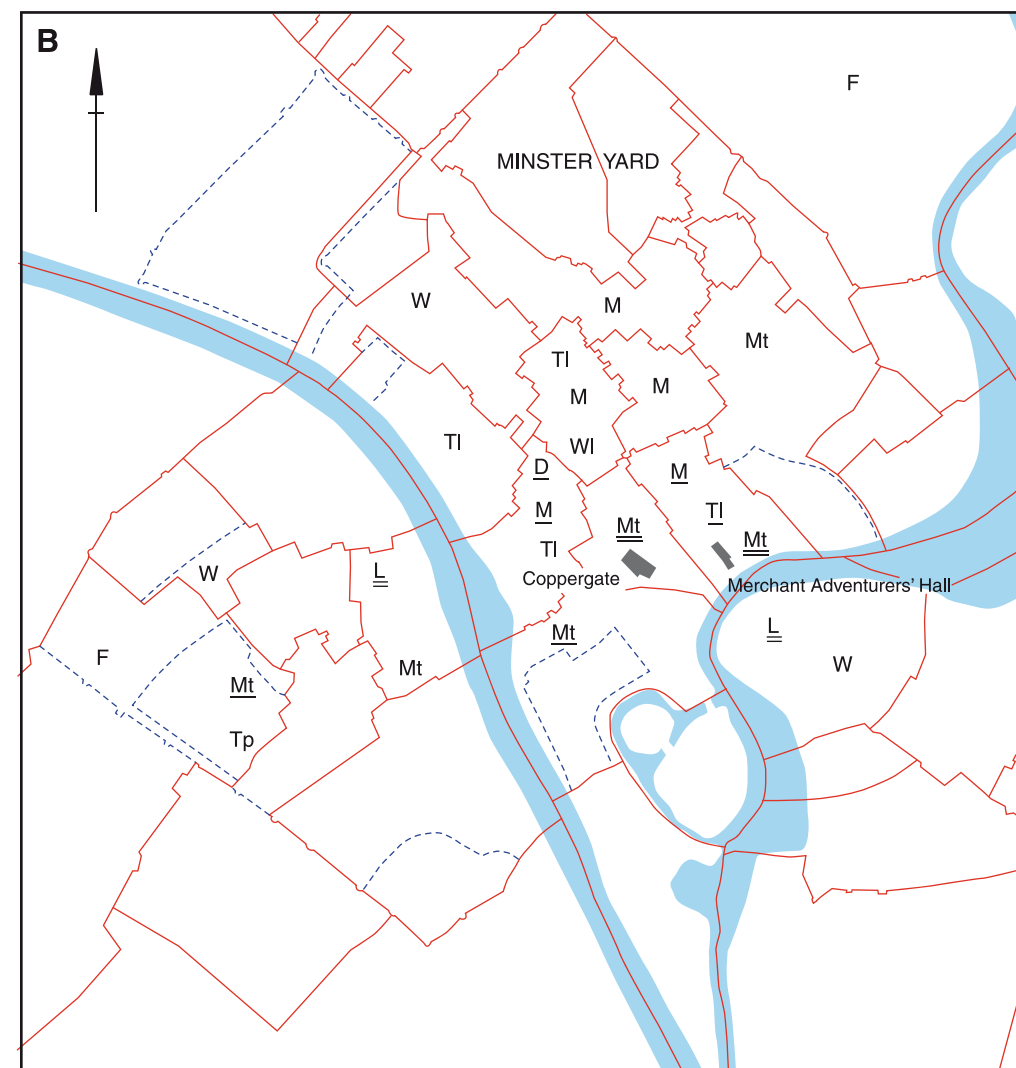 B
F
MINSTER YARD
W
M
Mt
Tl
M
M
Wl
Tl
D
M
M
Tl
Mt
Mt
Tl
Coppergate
Merchant Adventurers’ Hall
W
L
F
Mt
L
Mt
W
Mt
Tp